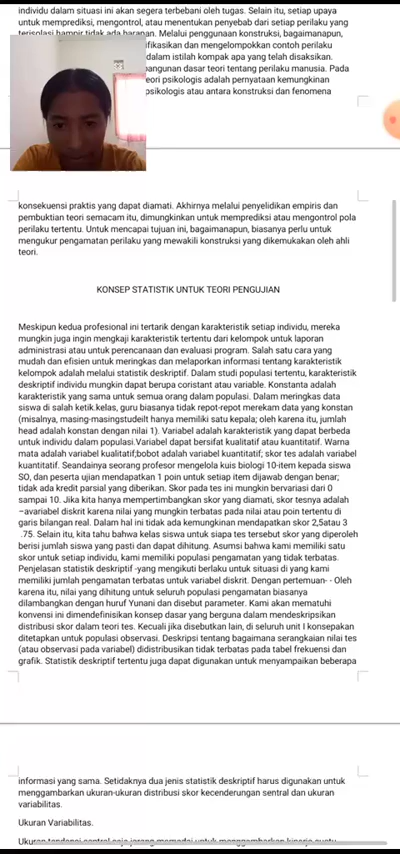 individu dalam situasi ini akan segera terbebani oleh tugas. Selain itu, setiap upaya
untuk memprediksi, mengontrol, atau menentukan penyebab dari setiap perilaku yang
terisolasi hampir tidak ada harapan. Melalui penggunaan konstruksi, bagaimanapun,
ifikasikan dan mengelompokkan contoh perilaku
dalam istilah kompak apa yang telah disaksikan.
bangunan dasar teori tentang perilaku manusia. Pada
eori psikologis adalah pernyataan kemungkinan
psikologis atau antara konstruksi dan fenomena
konsekuensi praktis yang dapat diamati. Akhirnya melalui penyelidikan empiris dan
pembuktian teori semacam itu, dimungkinkan untuk memprediksi atau mengontrol pola
perilaku tertentu. Untuk mencapai tujuan ini, bagaimanapun, biasanya perlu untuk
mengukur pengamatan perilaku yang mewakili konstruksi yang dikemukakan oleh ahli
teori.
KONSEP STATISTIK UNTUK TEORI PENGUJIAN
Meskipun kedua profesional ini tertarik dengan karakteristik setiap individu, mereka
mungkin juga ingin mengkaji karakteristik tertentu dari kelompok untuk laporan
administrasi atau untuk perencanaan dan evaluasi program. Salah satu cara yang
mudah dan efisien untuk meringkas dan melaporkan informasi tentang karakteristik
kelompok adalah melalui statistik deskriptif. Dalam studi populasi tertentu, karakteristik
deskriptif individu mungkin dapat berupa coristant atau variable. Konstanta adalah
karakteristik yang sama untuk semua orang dalam populasi. Dalam meringkas data
siswa di salah ketik.kelas, guru biasanya tidak repot-repot merekam data yang konstan
(misalnya, masing-masingstudeilt hanya memiliki satu kepala; oleh karena itu, jumlah
head adalah konstan dengan nilai 1). Variabel adalah karakteristik yang dapat berbeda
untuk individu dalam populasi.Variabel dapat bersifat kualitatif atau kuantitatif. Warna
mata adalah variabel kualitatif;bobot adalah variabel kuantitatif; skor tes adalah variabel
kuantitatif. Seandainya seorang profesor mengelola kuis biologi 10-item kepada siswa
SO, dan peserta ujian mendapatkan 1 poin untuk setiap item dijawab dengan benar;
tidak ada kredit parsial yang diberikan. Skor pada tes ini mungkin bervariasi dari 0
sampai 10. Jika kita hanya mempertimbangkan skor yang diamati, skor tesnya adalah
–avariabel diskrit karena nilai yang mungkin terbatas pada nilai atau poin tertentu di
garis bilangan real. Dalam hal ini tidak ada kemungkinan mendapatkan skor 2,5atau 3
.75. Selain itu, kita tahu bahwa kelas siswa untuk siapa tes tersebut skor yang diperoleh
berisi jumlah siswa yang pasti dan dapat dihitung. Asumsi bahwa kami memiliki satu
skor untuk setiap individu, kami memiliki populasi pengamatan yang tidak terbatas.
Penjelasan statistik deskriptif -yang mengikuti berlaku untuk situasi di yang kami
memiliki jumlah pengamatan terbatas untuk variabel diskrit. Dengan pertemuan- - Oleh
karena itu, nilai yang dihitung untuk seluruh populasi pengamatan biasanya
dilambangkan dengan huruf Yunani dan disebut parameter. Kami akan mematuhi
konvensi ini dimendefinisikan konsep dasar yang berguna dalam mendeskripsikan
distribusi skor dalam teori tes. Kecuali jika disebutkan lain, di seluruh unit I konsepakan
ditetapkan untuk populasi observasi. Deskripsi tentang bagaimana serangkaian nilai tes
(atau observasi pada variabel) didistribusikan tidak terbatas pada tabel frekuensi dan
grafik. Statistik deskriptif tertentu juga dapat digunakan untuk menyampaikan beberapa
informasi yang sama. Setidaknya dua jenis statistik deskriptif harus digunakan untuk
menggambarkan ukuran-ukuran distribusi skor kecenderungan sentral dan ukuran
variabilitas.
Ukuran Variabilitas.
Ukuran tendensi sentral saja jarang memadai untuk menggambarkan kinerja suatu